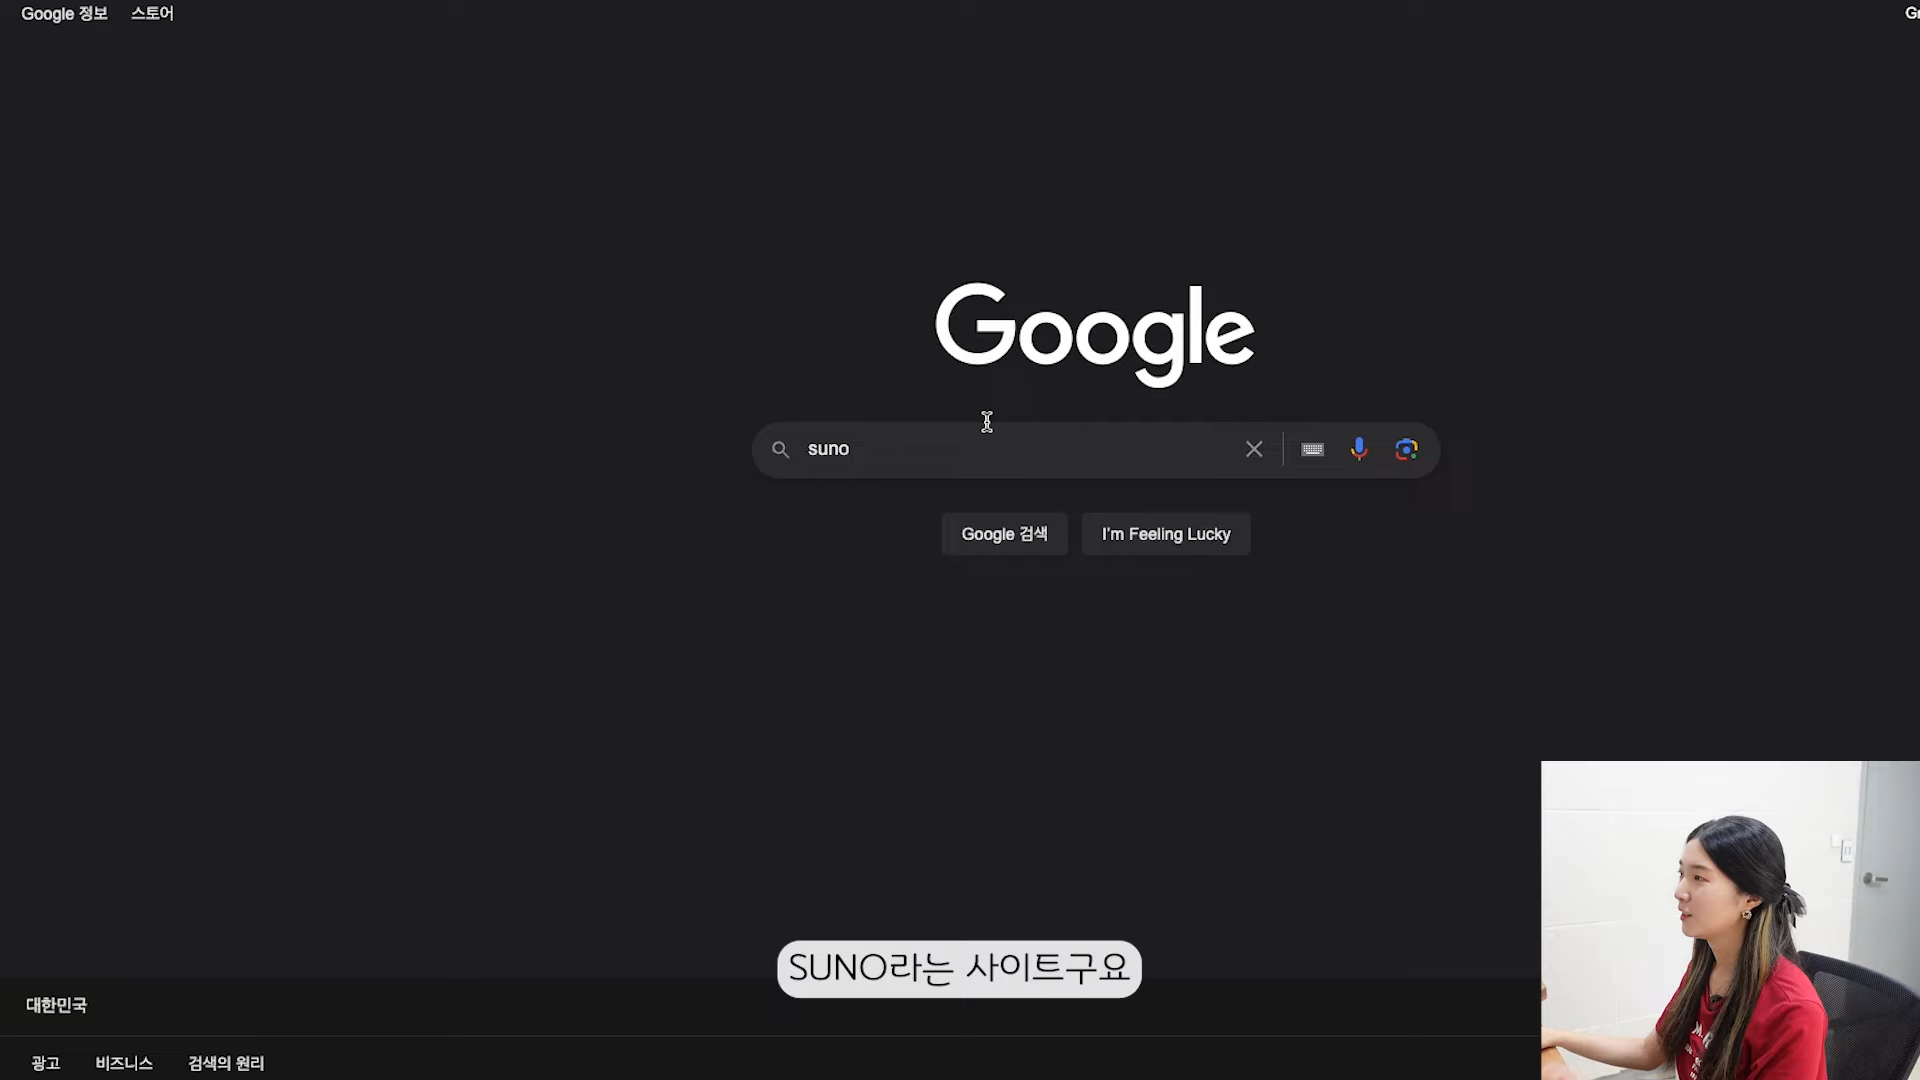 Google 정보 스토어
Google
suno
Google 검색 I'm Feeling Lucky
SUNO라는 사이트구요
대한민국
광고 비즈니스 검색의 원리